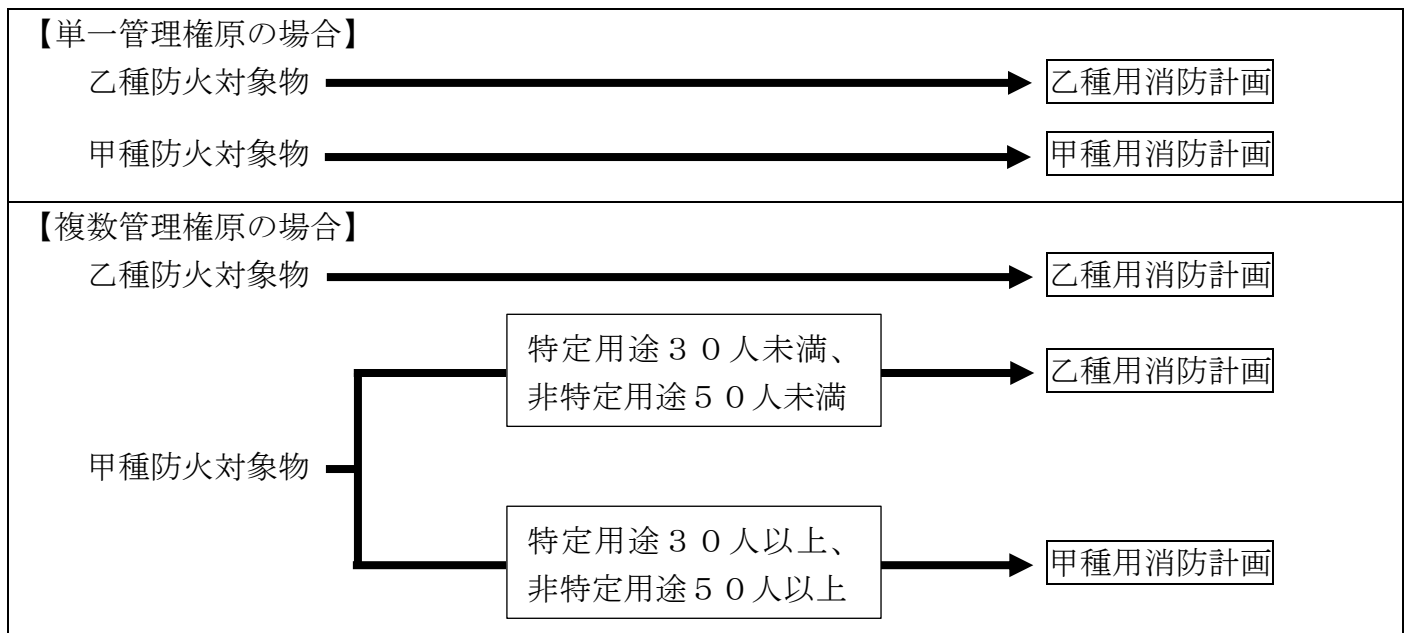 【単一管理権原の場合】
乙種防火対象物 乙種用消防計画
甲種防火対象物 甲種用消防計画
【複数管理権原の場合】
乙種防火対象物 乙種用消防計画
特定用途30人未満、
非特定用途50人未満
乙種用消防計画
甲種防火対象物
特定用途30人以上、
非特定用途50人以上
甲種用消防計画